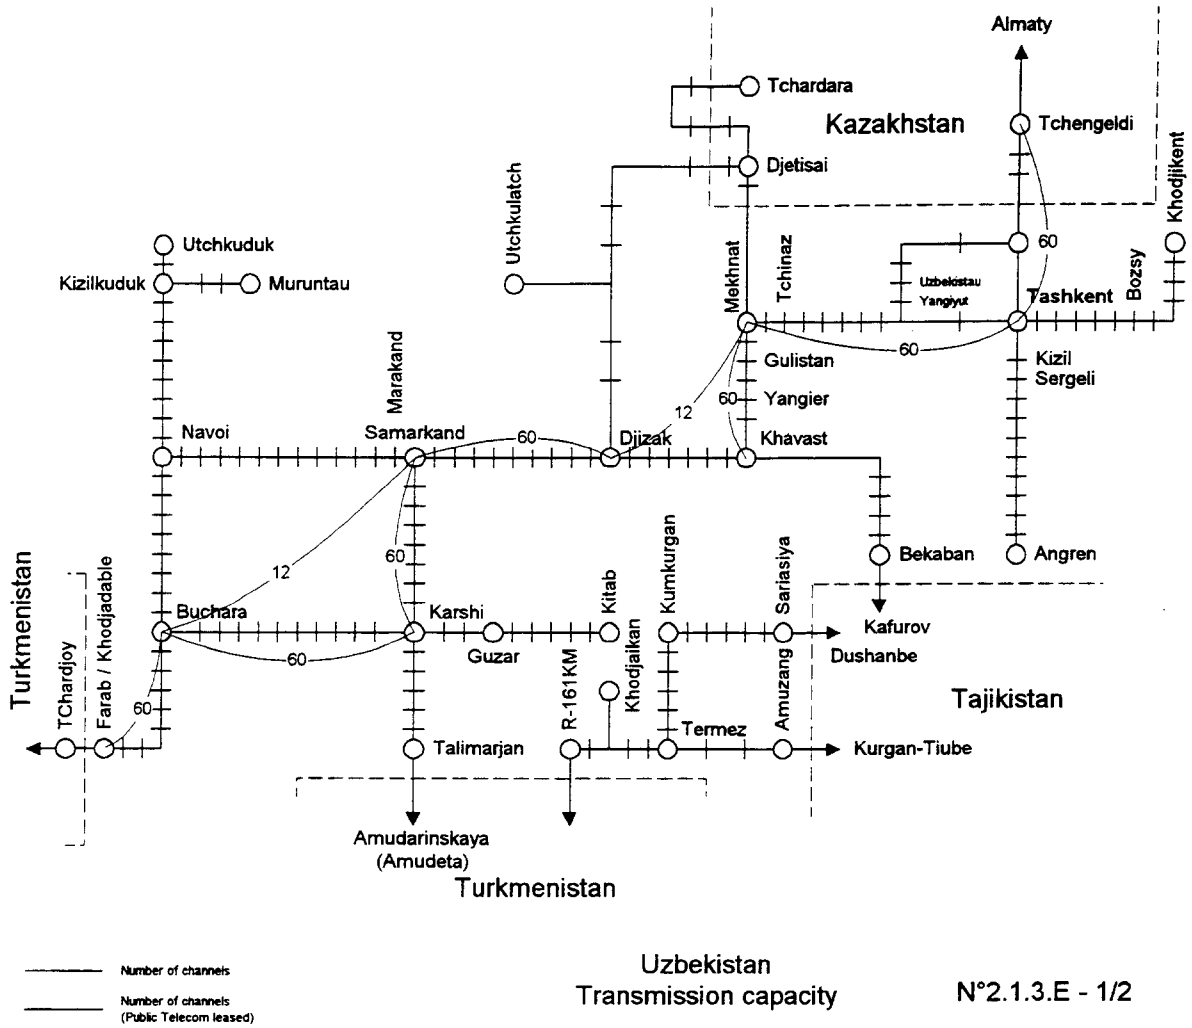 Almaty
Tchardara
Kazakhstan
Tchengeldi
Djetisai
Khodjikent
Utchkulatch
Utchkuduk
Mekhnat
Tchinaz
60
Bozsy
Kizilkuduk
Muruntau
Uzbekistau
Yangiyut
Tashkent
60
Gulistan
Kizil
Sergeli
Marakand
Yangier
60
12
Navoi
Samarkand
60
Djizak
Khavast
Turkmenistan
Farab / Khodjadable
TChardjoy
12
60
Bekaban
Angren
Buchara
Karshi
Kitab
Kumkurgan
Sariasiya
Kafurov
Dushanbe
60
Guzar
R-161KM
Khodjaikan
Amuzang
Tajikistan
60
Talimarjan
Termez
Kurgan-Tiube
Amudarinskaya
(Amudeta)
Turkmenistan
Number of channels
Number of channels
(Public Telecom leased)
Uzbekistan
Transmission capacity
N°2.1.3.E - 1/2